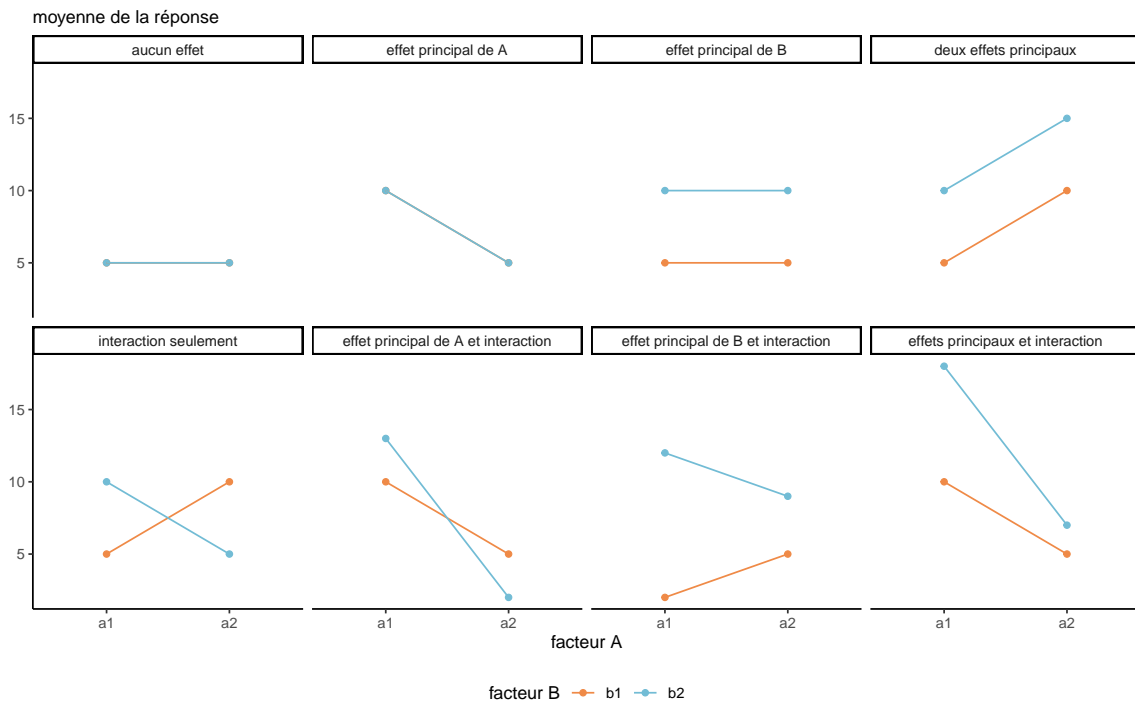 moyenne de la réponse
aucun effet
effet principal de A
effet principal de B
deux effets principaux
15
10
5
interaction seulement
effet principal de A et interaction
effet principal de B et interaction
effets principaux et interaction
15
10
5
a1 a2 a1 a2 a1 a2 a1 a2
facteur A
facteur B b1 b2